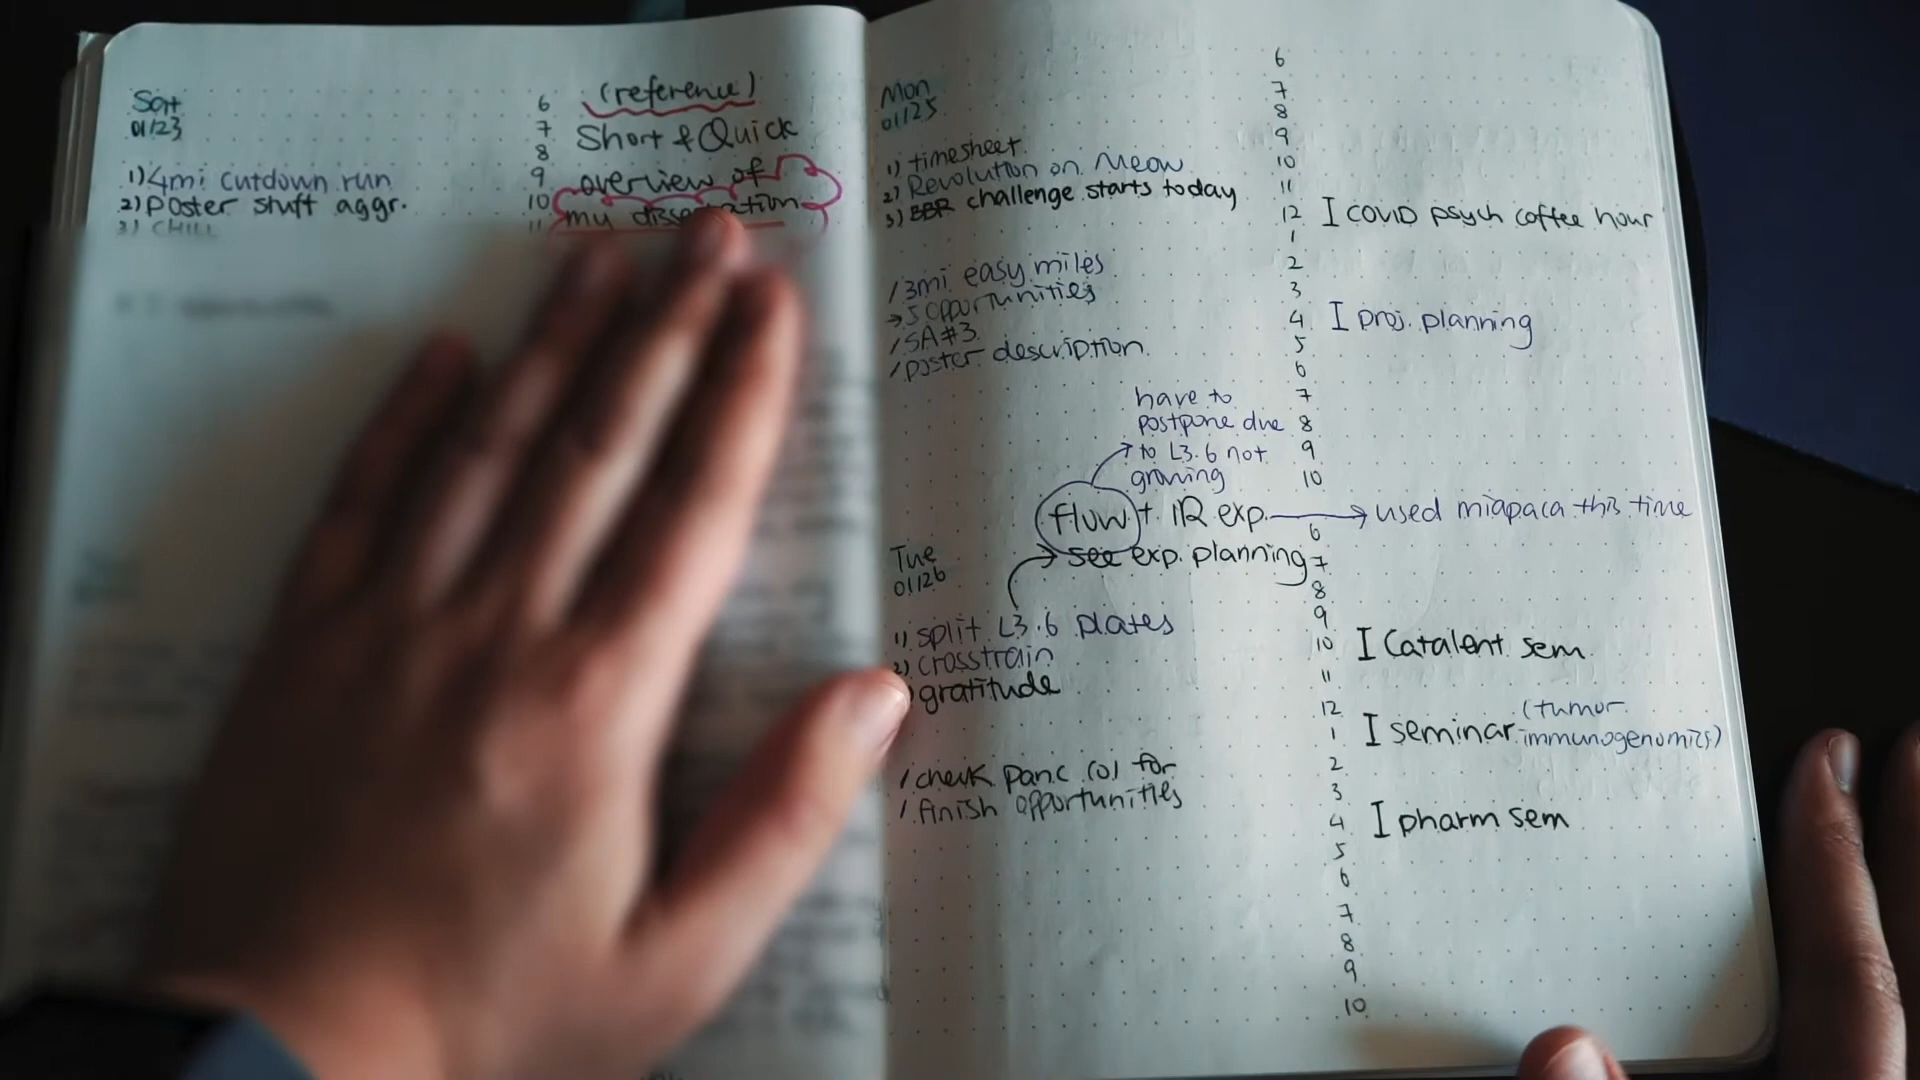 Sat
01/23
1) 4mi cutdown run
2) poster stuff aggr.
3) CHILL
6
7
8
9
10
11
(reference)
Short & Quick
overview of
my dissertation
Mon
01/25
1) timesheet
2) Revolution on Meow
3) BBR challenge starts today
/ 3mi easy miles
→ 5 opportunities
/ SA#3
/ poster description
6
7
8
9
10
11
12 I COVID psych coffee hour
1
2
3
4 I proj. planning
5
6
7
8
9
10
have to
postpone due
to L3.6 not
growing
flow + IR exp. → used miapaca this time
see exp. planning
Tue
01/26
1) split L3.6 plates
2) crosstrain
) gratitude
/ check panc for
/ finish opportunities
6
7
8
9
10 I Catalent sem
11
12
1 I seminar (tumor
immunogenomics)
2
3
4 I pharm sem
5
6
7
8
9
10